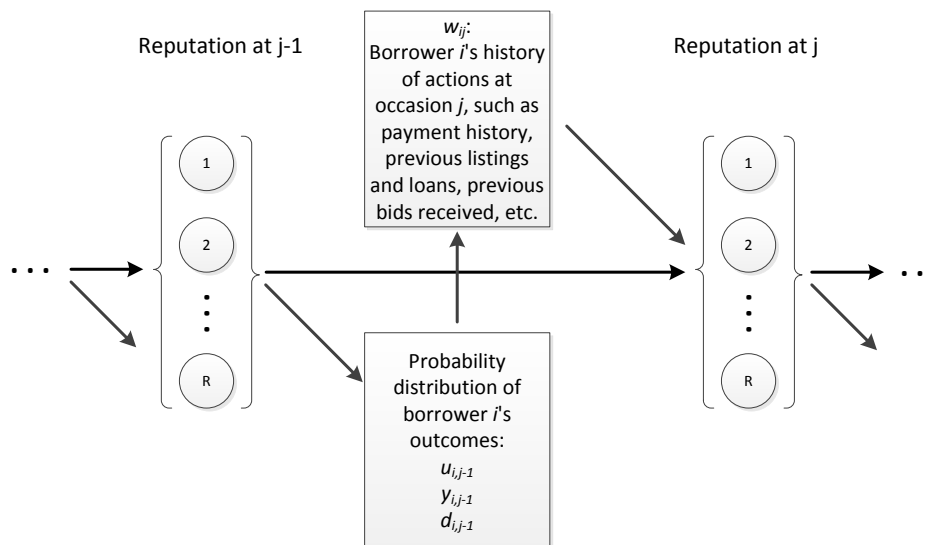 Reputation at j-1
1
2
R
w_ij:
Borrower i's history
of actions at
occasion j, such as
payment history,
previous listings
and loans, previous
bids received, etc.
Probability
distribution of
borrower i's
outcomes:
u_i,j-1
y_i,j-1
d_i,j-1
Reputation at j
1
2
R